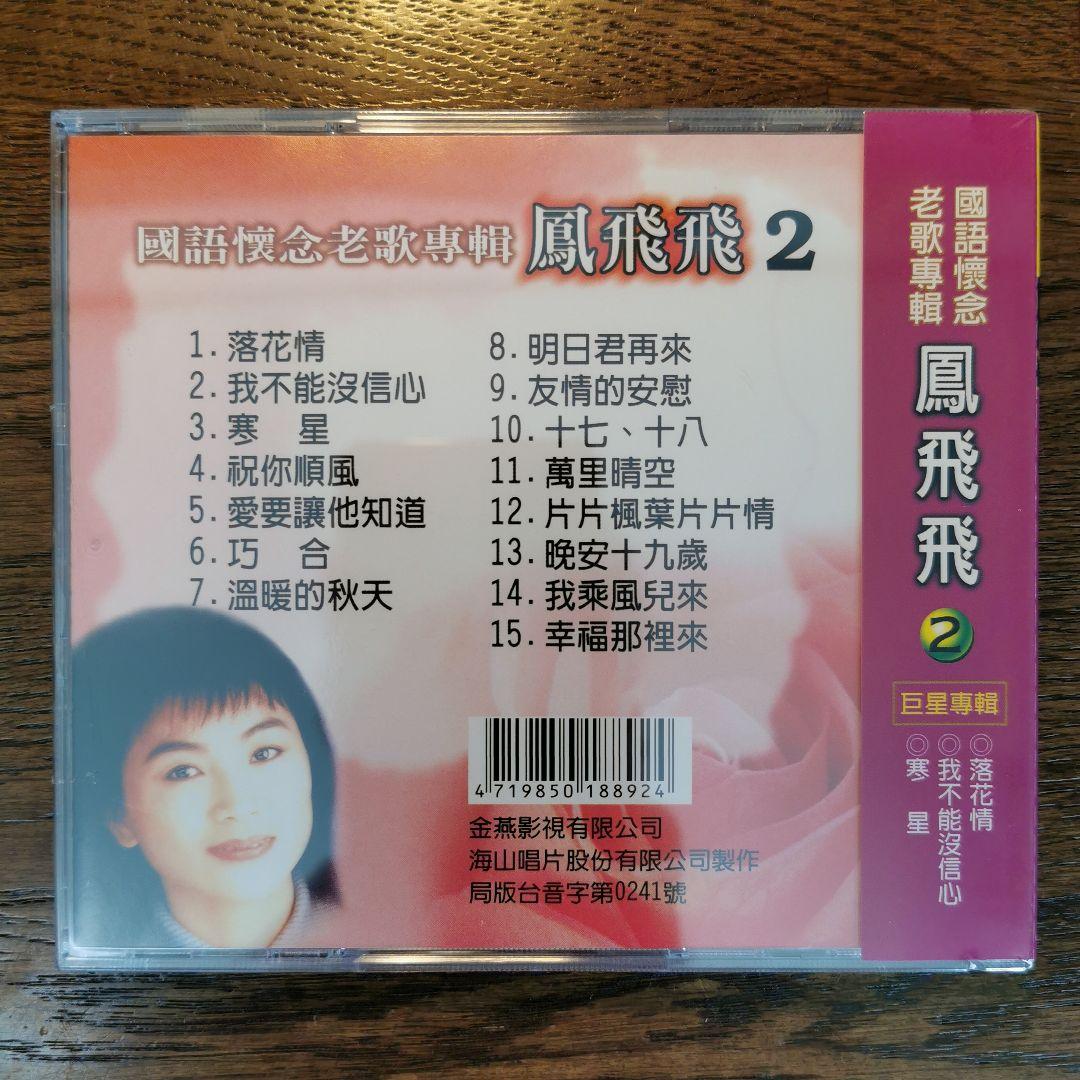 國語懷念老歌專輯 鳳飛飛 2
1. 落花情
2. 我不能沒信心
3. 寒 星
4. 祝你順風
5. 愛要讓他知道
6. 巧 合
7. 溫暖的秋天
8. 明日君再來
9. 友情的安慰
10. 十七、十八
11. 萬里晴空
12. 片片楓葉片片情
13. 晚安十九歲
14. 我乘風兒來
15. 幸福那裡來
4 719850 188924
金燕影視有限公司
海山唱片股份有限公司製作
局版台音字第0241號
國語懷念
老歌專輯
鳳飛飛
2
巨星專輯
◎落花情
◎我不能沒信心
◎寒 星